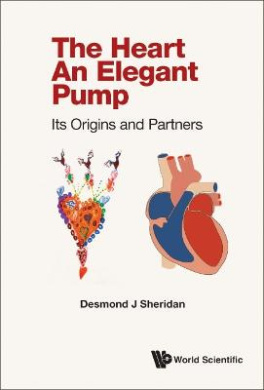 The Heart
An Elegant
Pump
Its Origins and Partners
Desmond J Sheridan
World Scientific